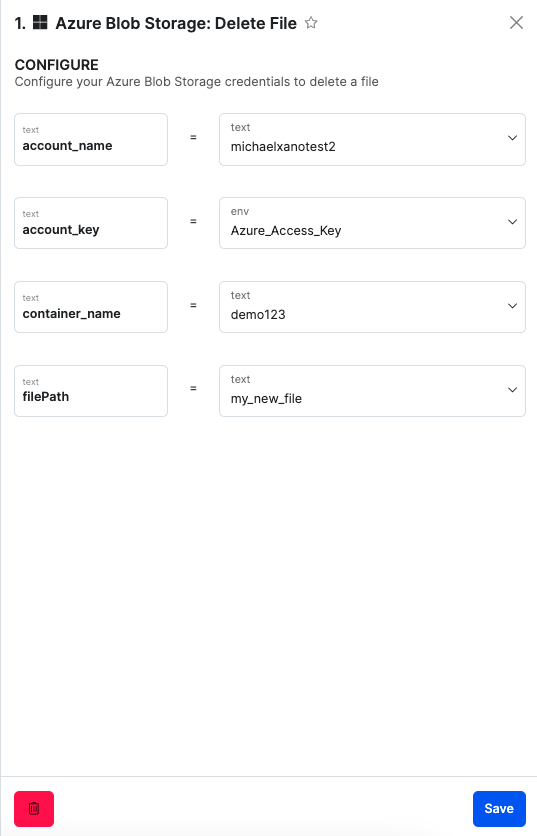 1. Azure Blob Storage: Delete File
CONFIGURE
Configure your Azure Blob Storage credentials to delete a file
text
account_name
=
text
michaelxanotest2
text
account_key
=
env
Azure_Access_Key
text
container_name
=
text
demo123
text
filePath
=
text
my_new_file
Save